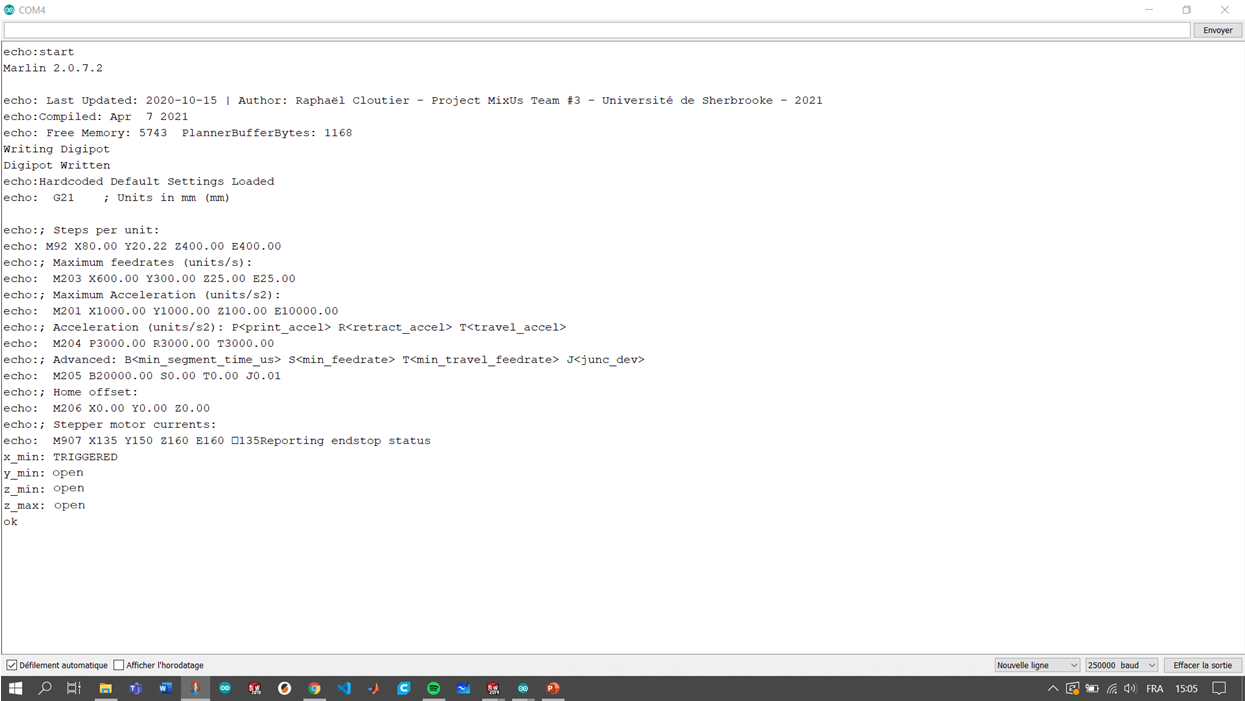 COM4
Envoyer
echo:start
Marlin 2.0.7.2
echo: Last Updated: 2020-10-15 | Author: Raphaël Cloutier - Project MixUs Team #3 - Université de Sherbrooke - 2021
echo:Compiled: Apr  7 2021
echo: Free Memory: 5743  PlannerBufferBytes: 1168
Writing Digipot
Digipot Written
echo:Hardcoded Default Settings Loaded
echo:  G21    ; Units in mm (mm)
echo:; Steps per unit:
echo: M92 X80.00 Y20.22 Z400.00 E400.00
echo:; Maximum feedrates (units/s):
echo:  M203 X600.00 Y300.00 Z25.00 E25.00
echo:; Maximum Acceleration (units/s2):
echo:  M201 X1000.00 Y1000.00 Z100.00 E10000.00
echo:; Acceleration (units/s2): P<print_accel> R<retract_accel> T<travel_accel>
echo:  M204 P3000.00 R3000.00 T3000.00
echo:; Advanced: B<min_segment_time_us> S<min_feedrate> T<min_travel_feedrate> J<junc_dev>
echo:  M205 B20000.00 S0.00 T0.00 J0.01
echo:; Home offset:
echo:  M206 X0.00 Y0.00 Z0.00
echo:; Stepper motor currents:
echo:  M907 X135 Y150 Z160 E160 □135Reporting endstop status
x_min: TRIGGERED
y_min: open
z_min: open
z_max: open
ok
Défilement automatique Afficher l'horodatage Nouvelle ligne 250000 baud Effacer la sortie
FRA 15:05